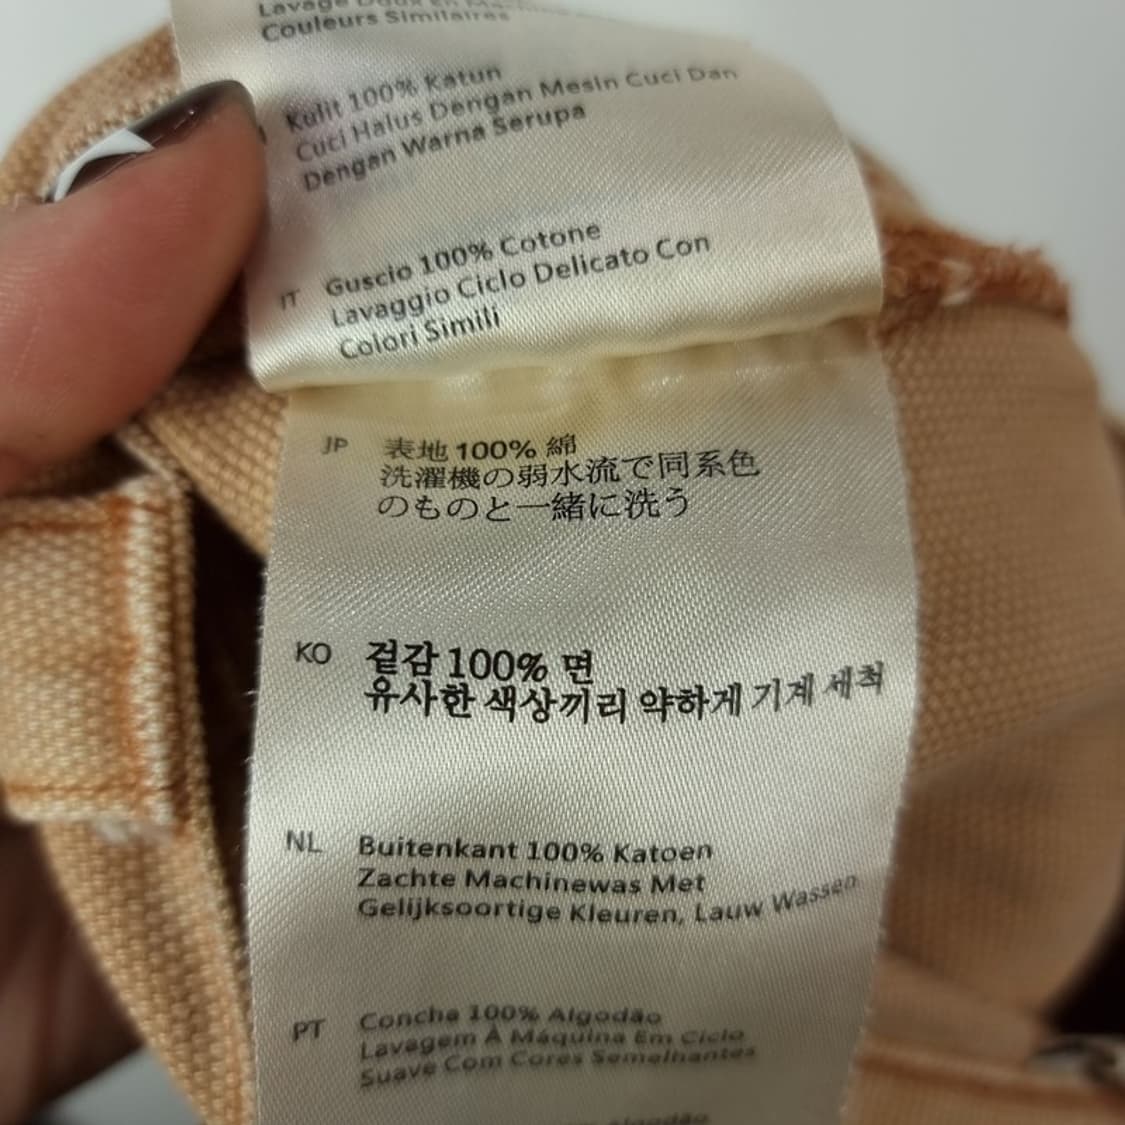 Lavage Doux En
Couleurs Similaires
Kulit 100% Katun
Cuci Halus Dengan Mesin Cuci Dan
Dengan Warna Serupa
IT Guscio 100% Cotone
Lavaggio Ciclo Delicato Con
Colori Simili
JP 表地 100% 綿
洗濯機の弱水流で同系色
のものと一緒に洗う
KO 겉감 100% 면
유사한 색상끼리 약하게 기계 세척
NL Buitenkant 100% Katoen
Zachte Machinewas Met
Gelijksoortige Kleuren, Lauw Wassen
PT Concha 100% Algodão
Lavagem À Máquina Em Ciclo
Suave Com Cores Semelhantes
Algodão